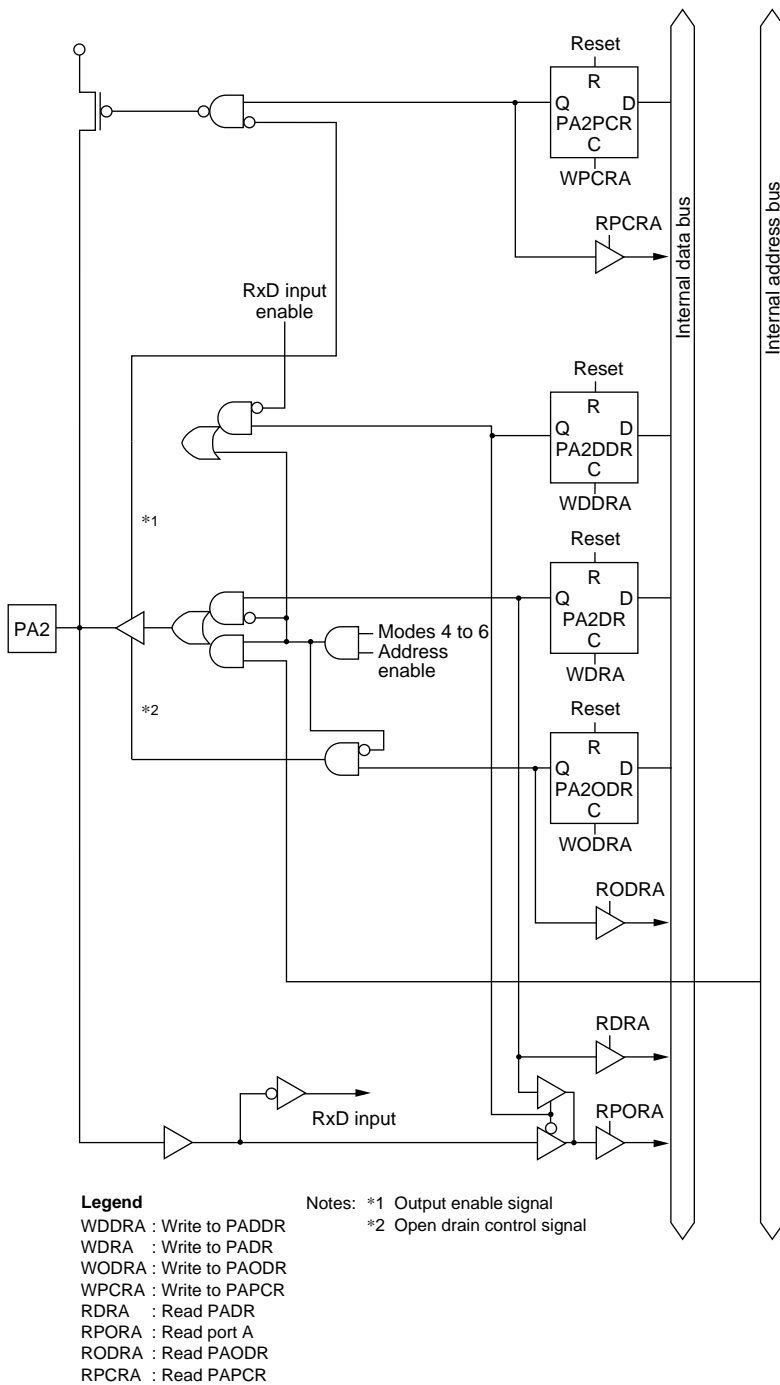 Reset
R
Q D
PA2PCR
C
WPCRA
RPCRA
Internal data bus
Internal address bus
RxD input
enable
Reset
R
Q D
PA2DDR
C
WDDRA
*1
Reset
R
Q D
PA2DR
C
WDRA
PA2
Modes 4 to 6
Address
enable
*2
Reset
R
Q D
PA2ODR
C
WODRA
RODRA
RDRA
RxD input
RPORA
Legend
WDDRA : Write to PADDR
WDRA : Write to PADR
WODRA : Write to PAODR
WPCRA : Write to PAPCR
RDRA : Read PADR
RPORA : Read port A
RODRA : Read PAODR
RPCRA : Read PAPCR
Notes: *1 Output enable signal
*2 Open drain control signal